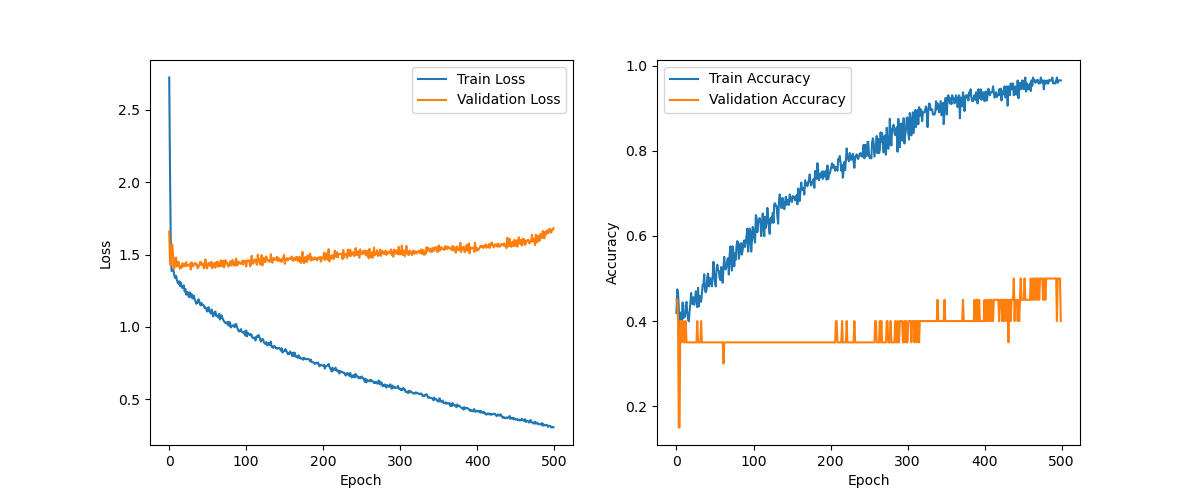 Train Loss
Validation Loss
2.5
2.0
1.5
1.0
0.5
Loss
0 100 200 300 400 500
Epoch
Train Accuracy
Validation Accuracy
1.0
0.8
0.6
0.4
0.2
Accuracy
0 100 200 300 400 500
Epoch